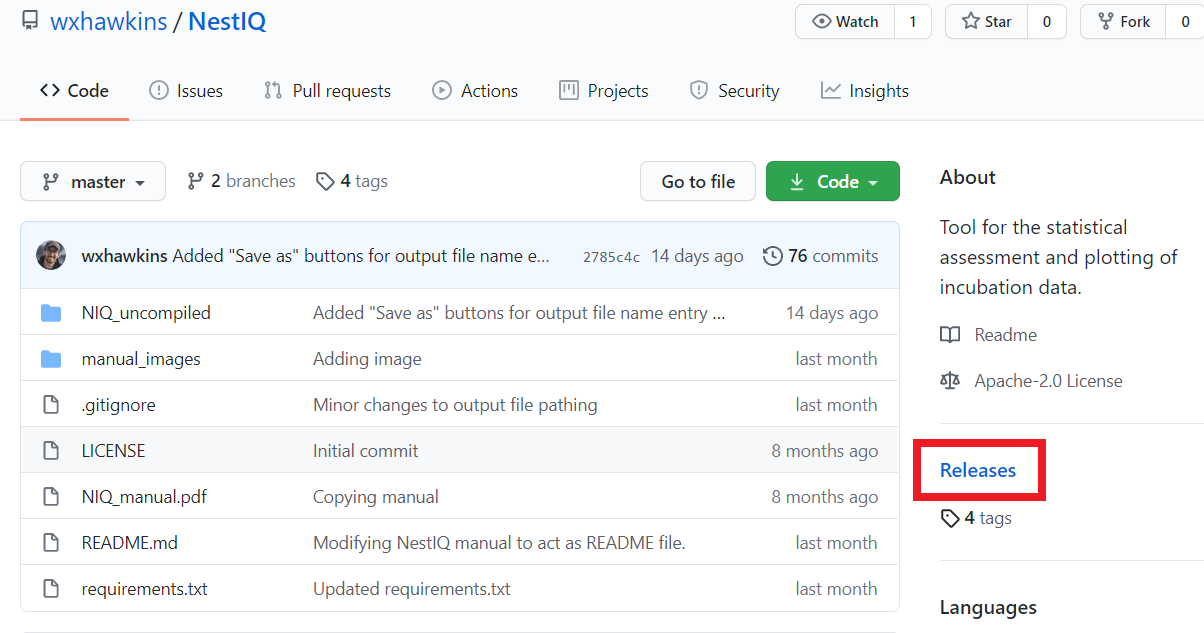 wxhawkins / NestIQ
Watch 1 Star 0 Fork 0
Code Issues Pull requests Actions Projects Security Insights
master 2 branches 4 tags Go to file Code
wxhawkins Added "Save as" buttons for output file name e... 2785c4c 14 days ago 76 commits
NIQ_uncompiled Added "Save as" buttons for output file name entry ... 14 days ago
manual_images Adding image last month
.gitignore Minor changes to output file pathing last month
LICENSE Initial commit 8 months ago
NIQ_manual.pdf Copying manual 8 months ago
README.md Modifying NestIQ manual to act as README file. last month
requirements.txt Updated requirements.txt last month
About
Tool for the statistical
assessment and plotting of
incubation data.
Readme
Apache-2.0 License
Releases
4 tags
Languages